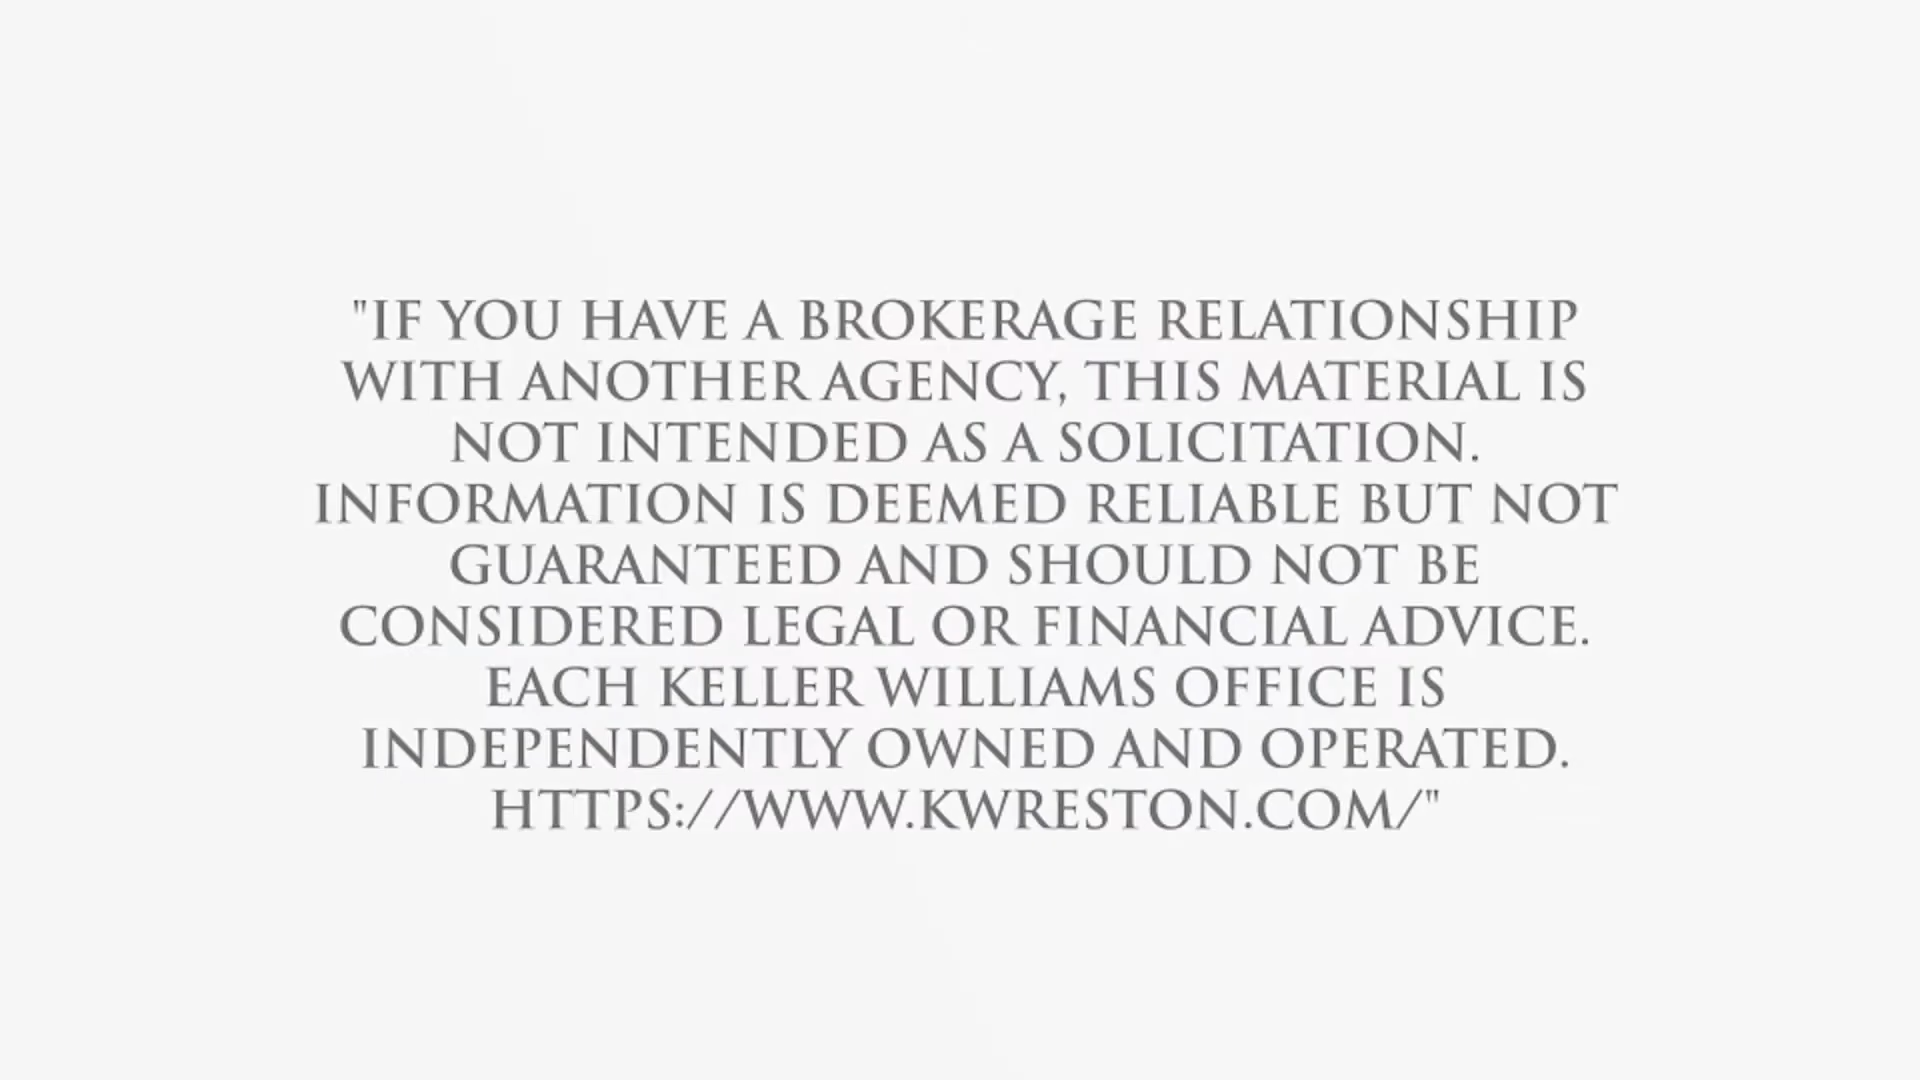 "IF YOU HAVE A BROKERAGE RELATIONSHIP
WITH ANOTHER AGENCY, THIS MATERIAL IS
NOT INTENDED AS A SOLICITATION.
INFORMATION IS DEEMED RELIABLE BUT NOT
GUARANTEED AND SHOULD NOT BE
CONSIDERED LEGAL OR FINANCIAL ADVICE.
EACH KELLER WILLIAMS OFFICE IS
INDEPENDENTLY OWNED AND OPERATED.
HTTPS://WWW.KWRESTON.COM/"